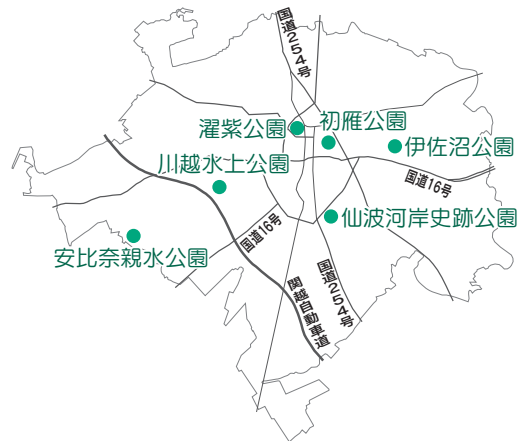 国道254号
濯紫公園
初雁公園
伊佐沼公園
川越水上公園
国道16号
仙波河岸史跡公園
国道16号
安比奈親水公園
国道254号
関越自動車道